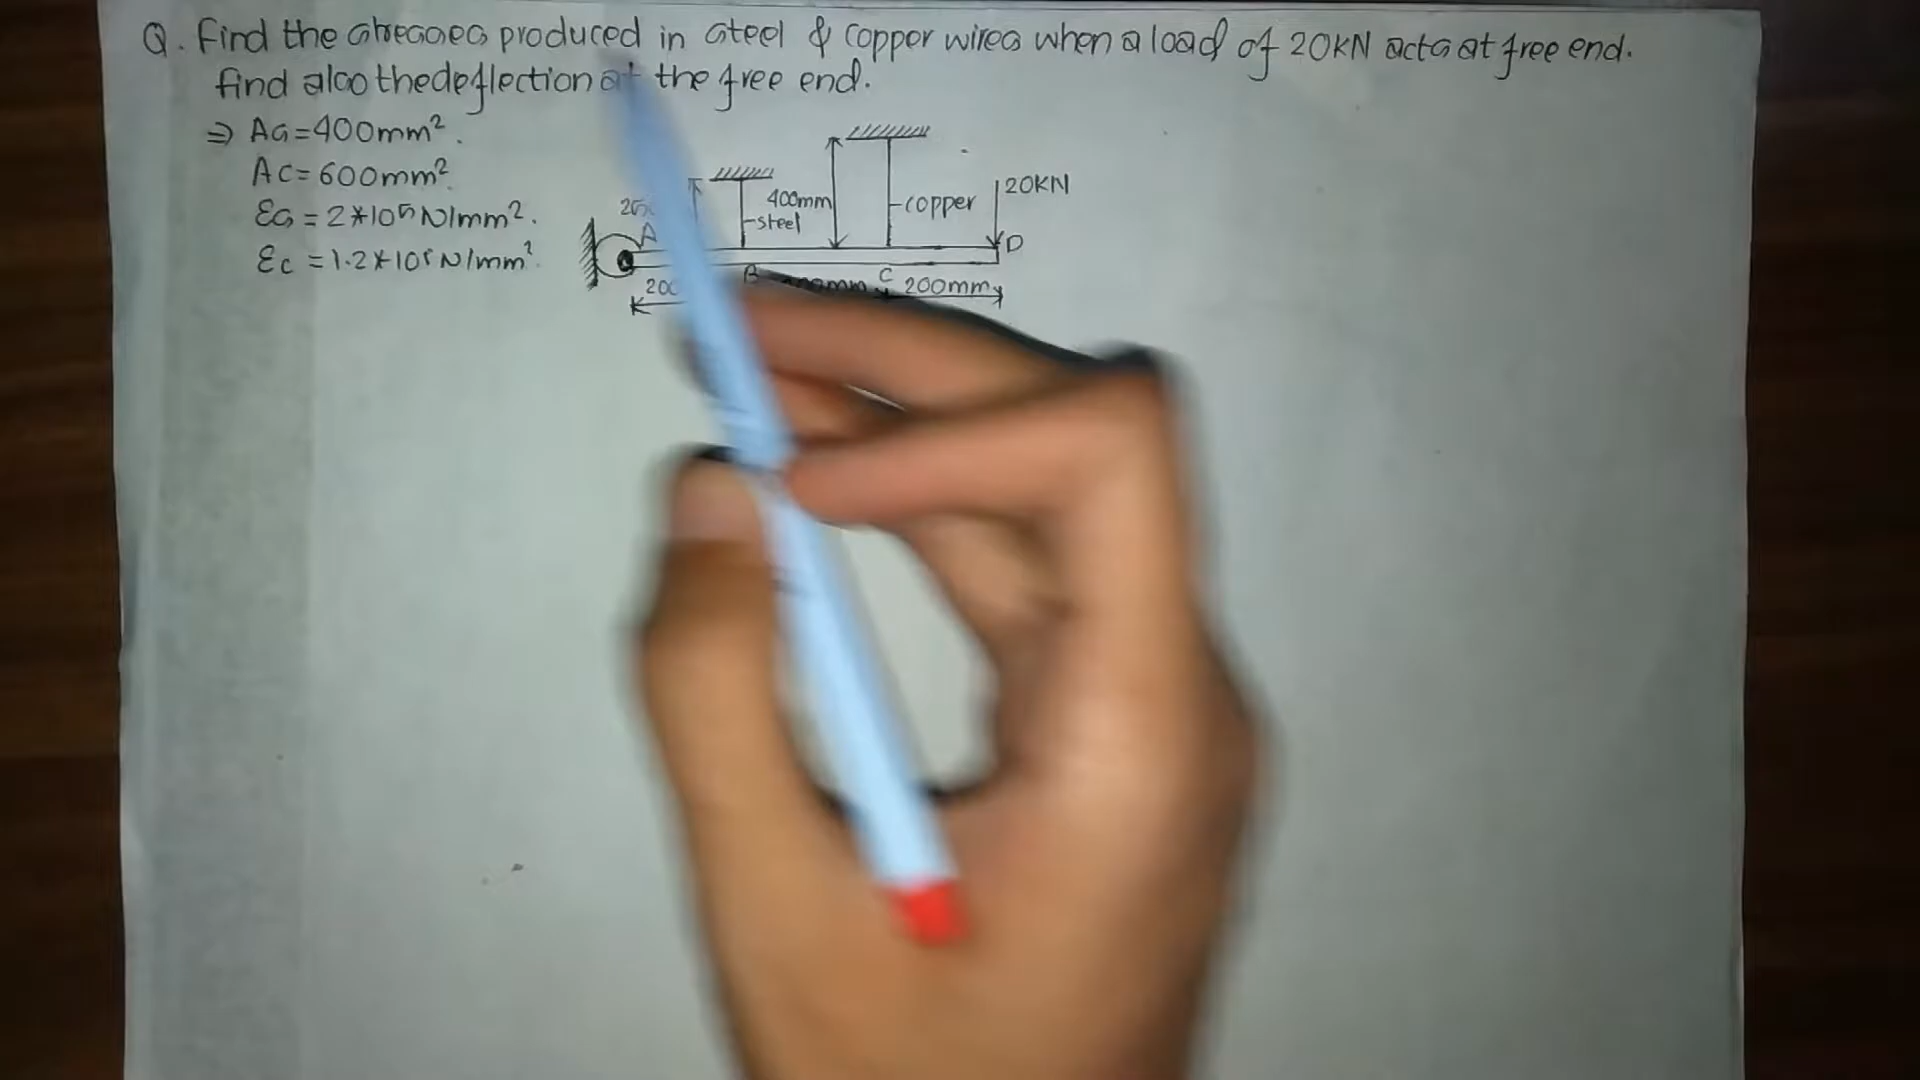 Q. Find the stresses produced in steel & copper wires when a load of 20KN acts at free end.
find also the deflection at the free end.
⇒ As=400mm².
Ac=600mm²
Es=2*10⁵N/mm².
Ec=1.2*10⁵N/mm².
400mm
steel
copper
20KN
A
B
C
D
200mm